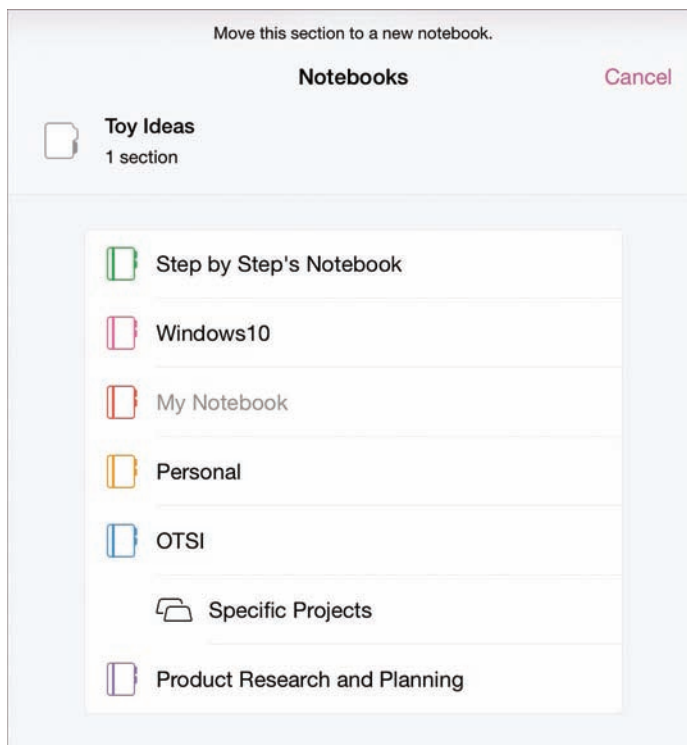 Move this section to a new notebook.
Notebooks
Cancel
Toy Ideas
1 section
Step by Step's Notebook
Windows10
My Notebook
Personal
OTSI
Specific Projects
Product Research and Planning